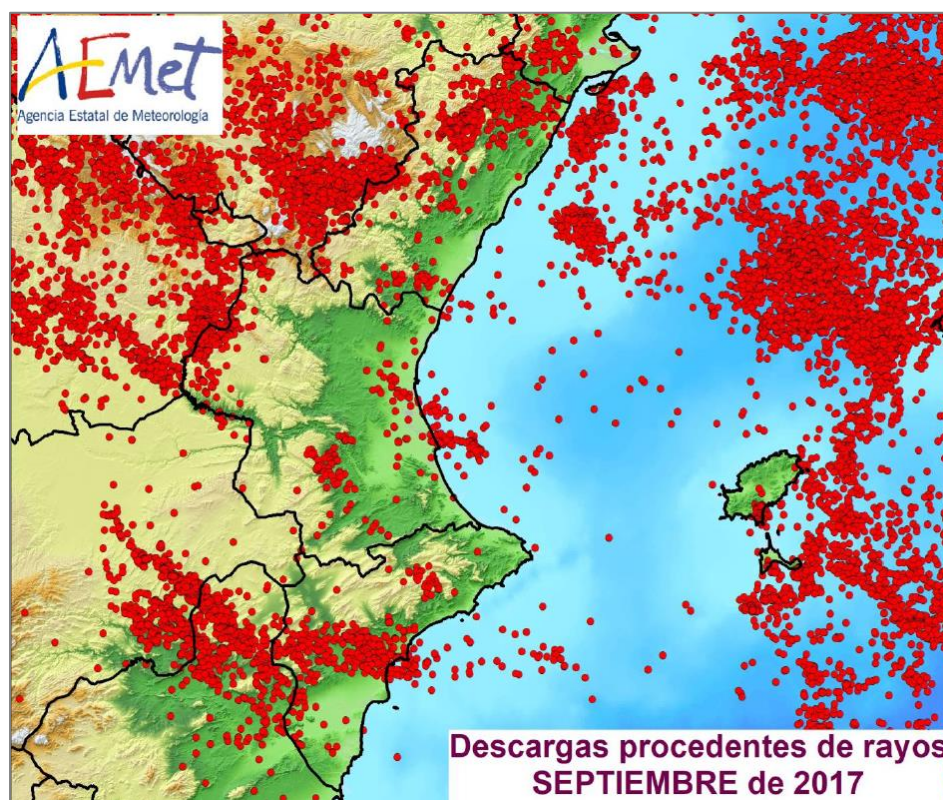 AEMet
Agencia Estatal de Meteorología
Descargas procedentes de rayos
SEPTIEMBRE de 2017